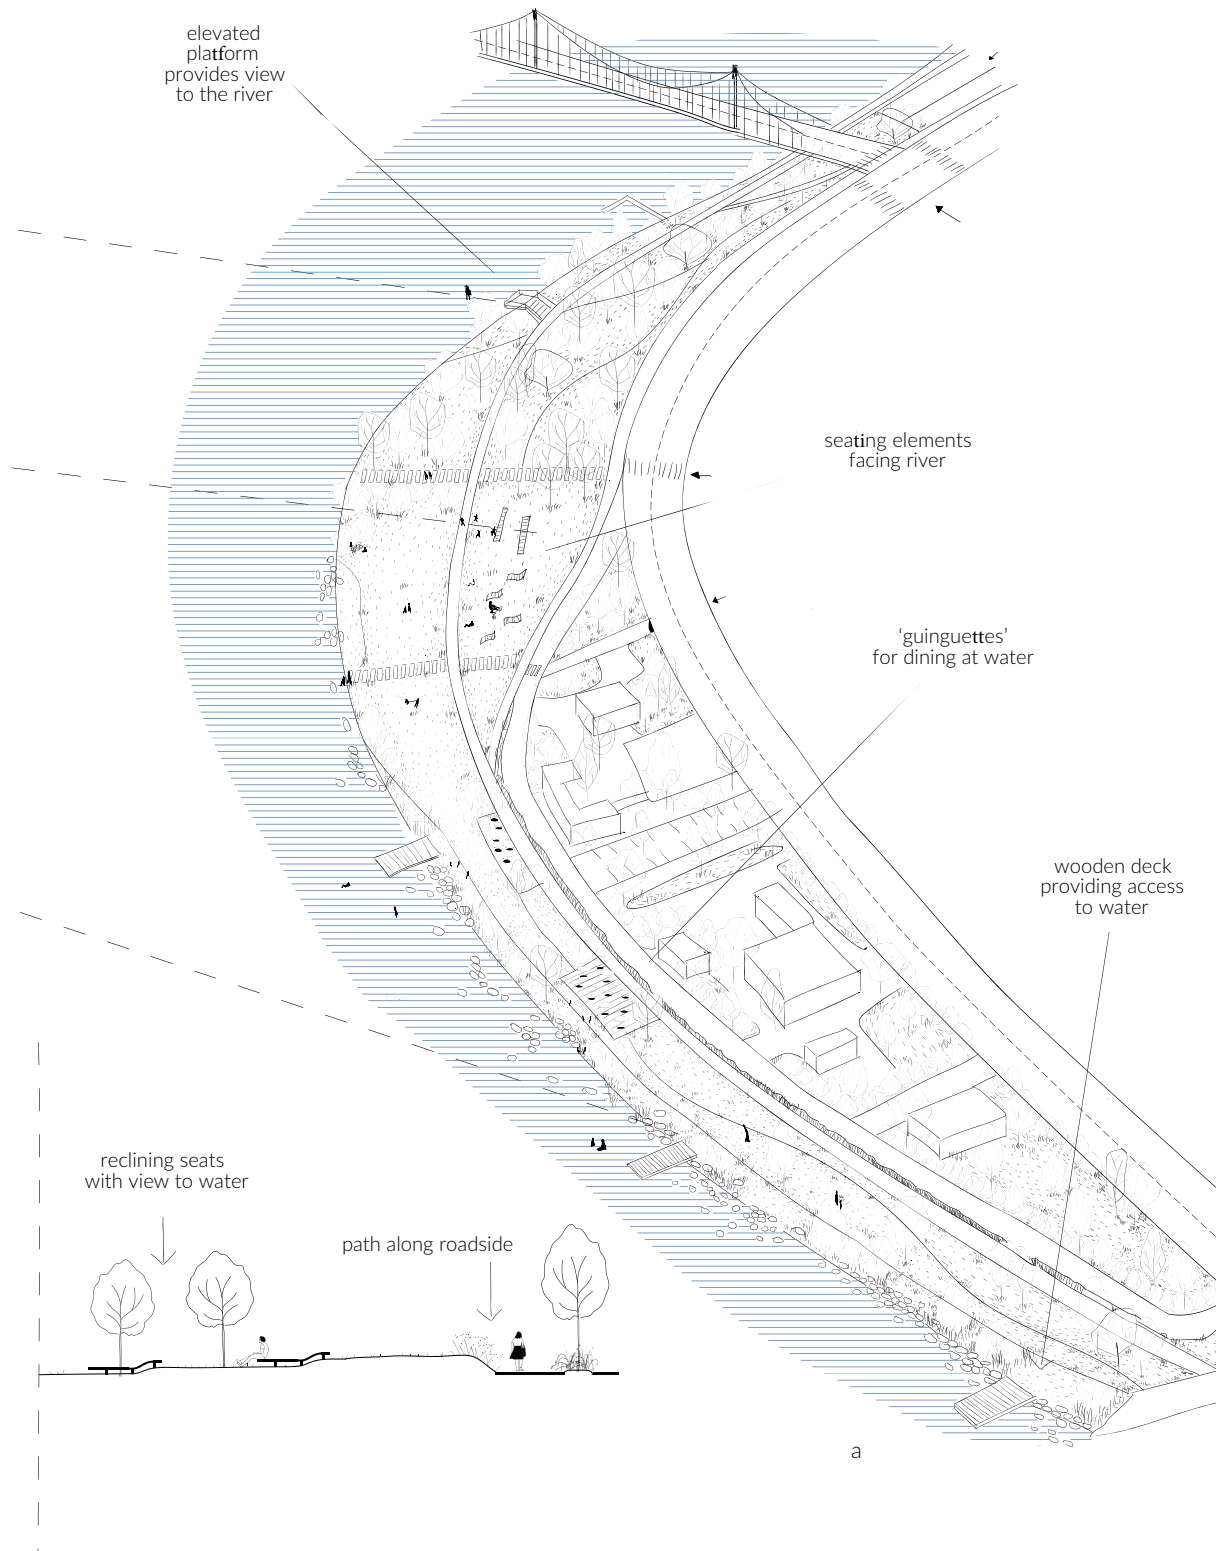 elevated
platform
provides view
to the river
seating elements
facing river
‘guinguettes’
for dining at water
wooden deck
providing access
to water
reclining seats
with view to water
path along roadside
a